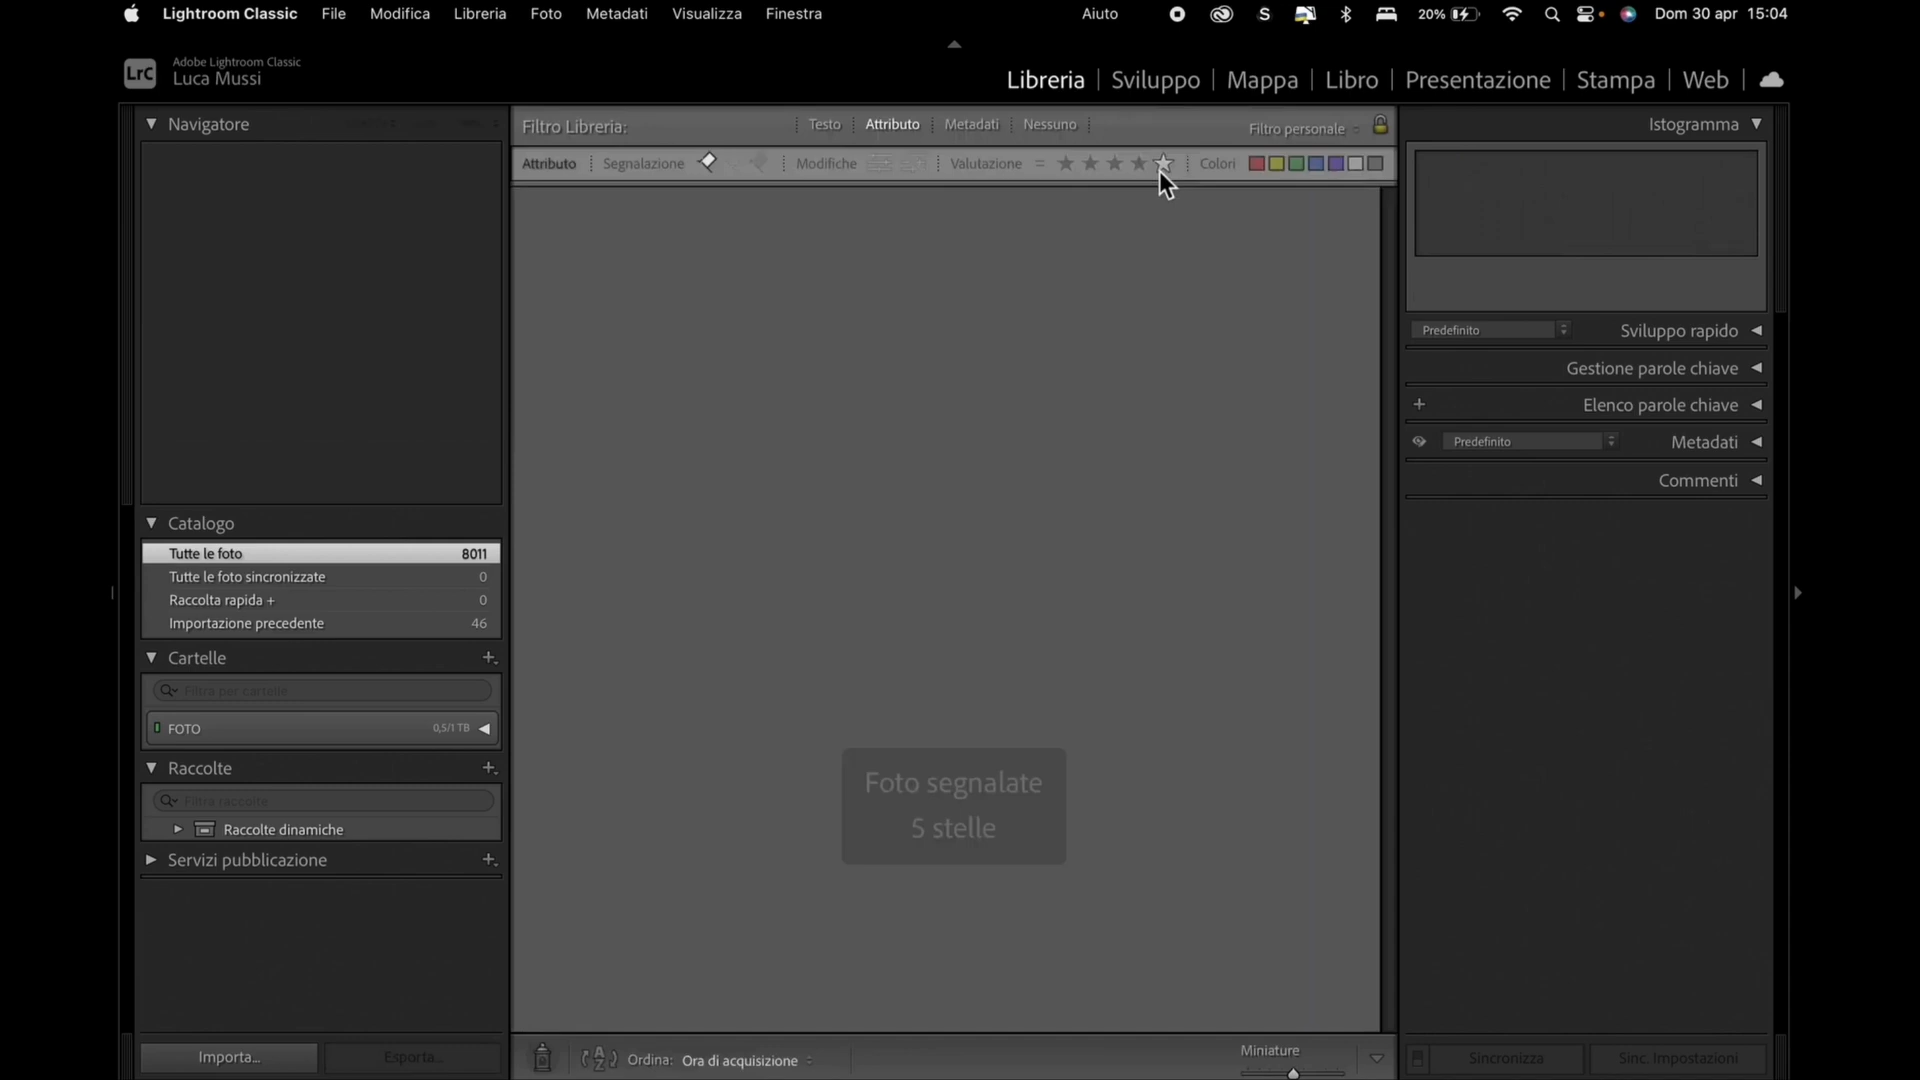 Lightroom Classic File Modifica Libreria Foto Metadati Visualizza Finestra Aiuto S 20% Dom 30 apr 15:04
LrC Adobe Lightroom Classic
Luca Mussi
Libreria Sviluppo Mappa Libro Presentazione Stampa Web
Navigatore
Filtro Libreria: Testo Attributo Metadati Nessuno Filtro personale
Istogramma
Attributo Segnalazione Modifiche Valutazione = Colori
Predefinito Sviluppo rapido
Gestione parole chiave
+ Elenco parole chiave
Predefinito Metadati
Commenti
Catalogo
Tutte le foto 8011
Tutte le foto sincronizzate 0
Raccolta rapida + 0
Importazione precedente 46
Cartelle +
Filtra per cartelle
FOTO 0,5/1 TB
Raccolte +
Filtra raccolte
Raccolte dinamiche
Servizi pubblicazione +
Foto segnalate
5 stelle
Importa... Esporta...
Ordina: Ora di acquisizione
Miniature
Sincronizza Sinc. Impostazioni